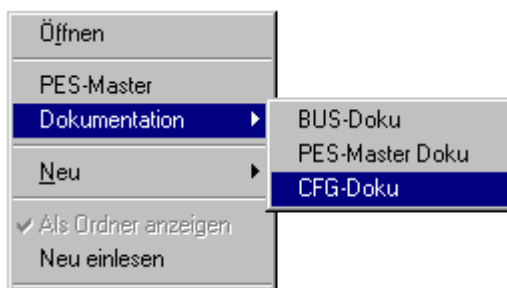 Öffnen
PES-Master
Dokumentation
BUS-Doku
PES-Master Doku
CFG-Doku
Neu
Als Ordner anzeigen
Neu einlesen